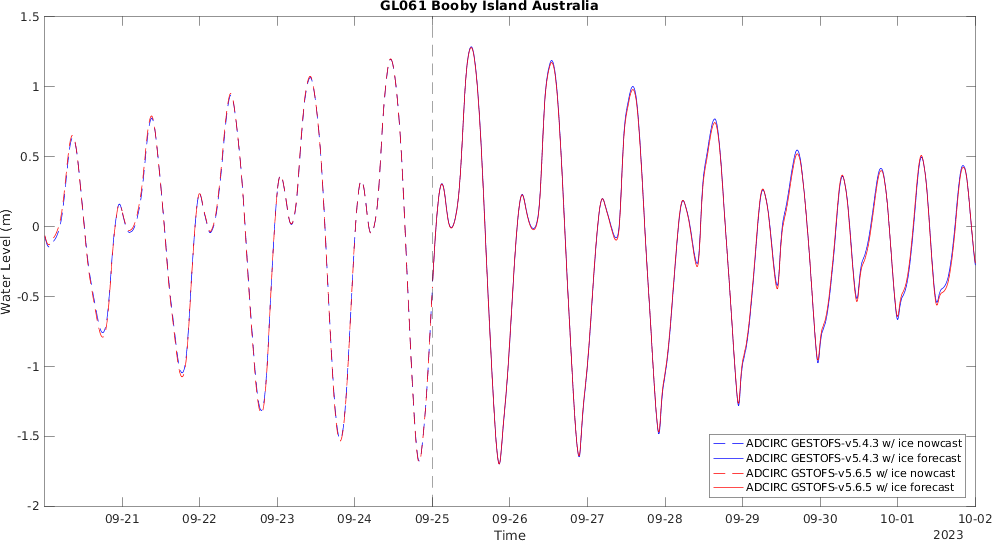 GL061 Booby Island Australia
1.5
1
0.5
0
-0.5
-1
-1.5
-2
Water Level (m)
09-21 09-22 09-23 09-24 09-25 09-26 09-27 09-28 09-29 09-30 10-01 10-02
Time
2023
ADCIRC GESTOFS-v5.4.3 w/ ice nowcast
ADCIRC GESTOFS-v5.4.3 w/ ice forecast
ADCIRC GSTOFS-v5.6.5 w/ ice nowcast
ADCIRC GSTOFS-v5.6.5 w/ ice forecast